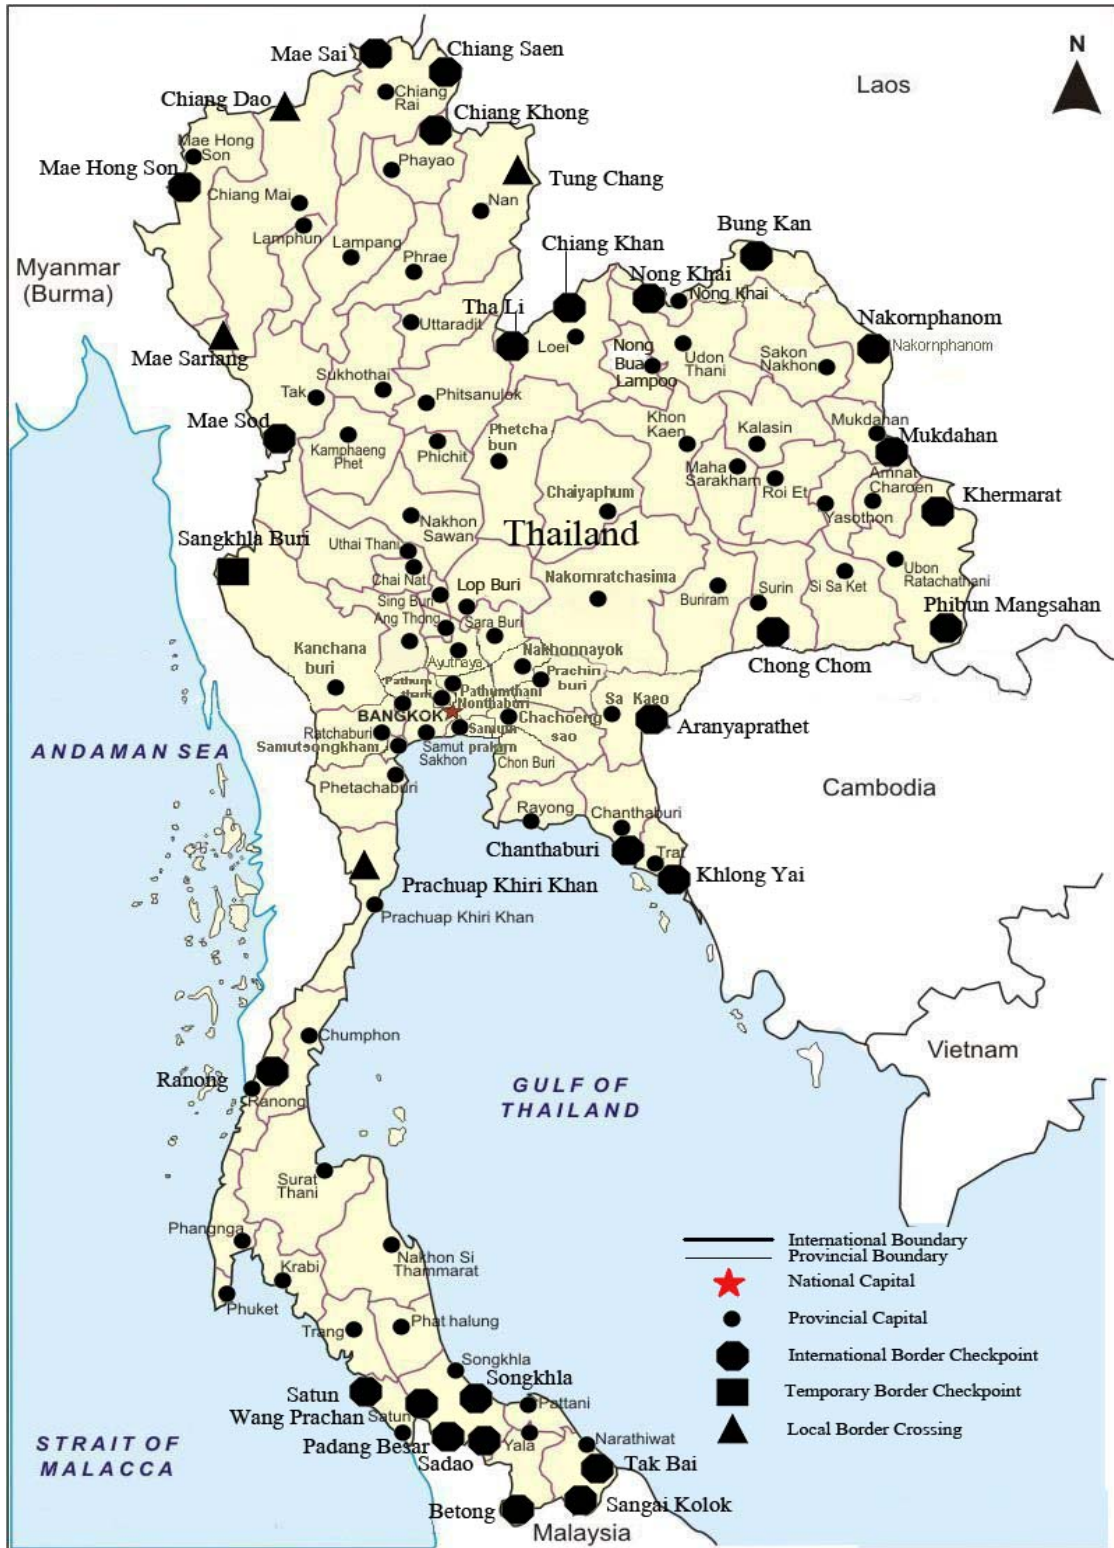 Mae Sai
Chiang Saen
N
Laos
Chiang
Rai
Chiang Dao
Chiang Khong
Mae Hong
Son
Phayao
Mae Hong Son
Tung Chang
Chiang Mai
Nan
Bung Kan
Lamphun
Lampang
Chiang Khan
Phrae
Myanmar
(Burma)
Nong Khai
Nong Khai
Tha Li
Uttaradit
Nakornphanom
Nakornphanom
Mae Sariang
Loei
Nong
Bua
Lampoo
Udon
Thani
Sakon
Nakhon
Sukhothai
Tak
Phitsanulok
Mae Sod
Khon
Kaen
Kalasin
Mukdahan
Mukdahan
Phetcha
bun
Kamphaeng
Phet
Phichit
Maha
Sarakham
Roi Et
Amnat
Charoen
Chaiyaphum
Khermarat
Yasothon
Nakhon
Sawan
Thailand
Sangkhla Buri
Uthai Thani
Chai Nat
Lop Buri
Nakornratchasima
Ubon
Ratachathani
Sing Buri
Buriram
Surin
Si Sa Ket
Phibun Mangsahan
Ang Thong
Sara Buri
Kanchana
buri
Ayuthaya
Nakhonnayok
Chong Chom
Prachin
buri
Pathum
thani
Pathumthani
Nonthaburi
Sa Kaeo
BANGKOK
Chachoeng
sao
Aranyaprathet
Ratchaburi
Samut
prakarn
Samutsongkham
Samut
Sakhon
Chon Buri
ANDAMAN SEA
Phetachaburi
Cambodia
Rayong
Chanthaburi
Chanthaburi
Trat
Khlong Yai
Prachuap Khiri Khan
Prachuap Khiri Khan
Chumphon
Vietnam
Ranong
Ranong
GULF OF
THAILAND
Surat
Thani
Phangnga
Nakhon Si
Thammarat
Krabi
Phuket
Trang
Phat halung
International Boundary
Provincial Boundary
National Capital
Provincial Capital
International Border Checkpoint
Temporary Border Checkpoint
Local Border Crossing
Songkhla
Songkhla
Satun
Wang Prachan
Satun
Pattani
Padang Besar
Yala
Narathiwat
STRAIT OF
MALACCA
Sadao
Tak Bai
Betong
Sangai Kolok
Malaysia